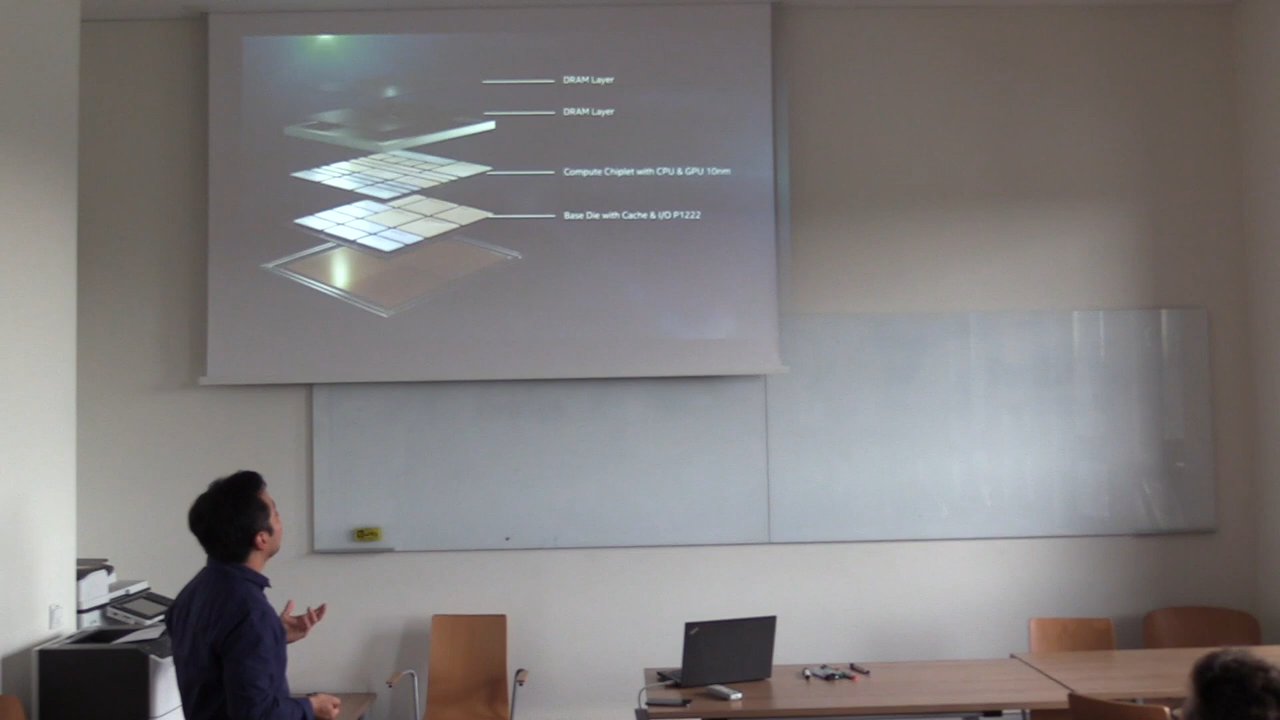 DRAM Layer
DRAM Layer
Compute Chiplet with CPU & GPU 10nm
Base Die with Cache & I/O P1222